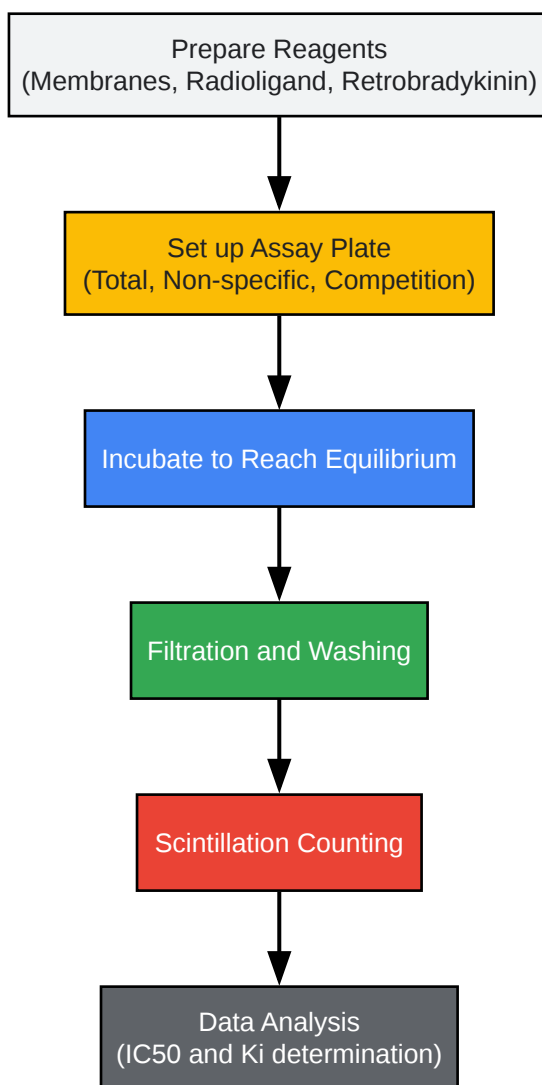 Prepare Reagents
(Membranes, Radioligand, Retrobradykinin)
Set up Assay Plate
(Total, Non-specific, Competition)
Incubate to Reach Equilibrium
Filtration and Washing
Scintillation Counting
Data Analysis
(IC50 and Ki determination)